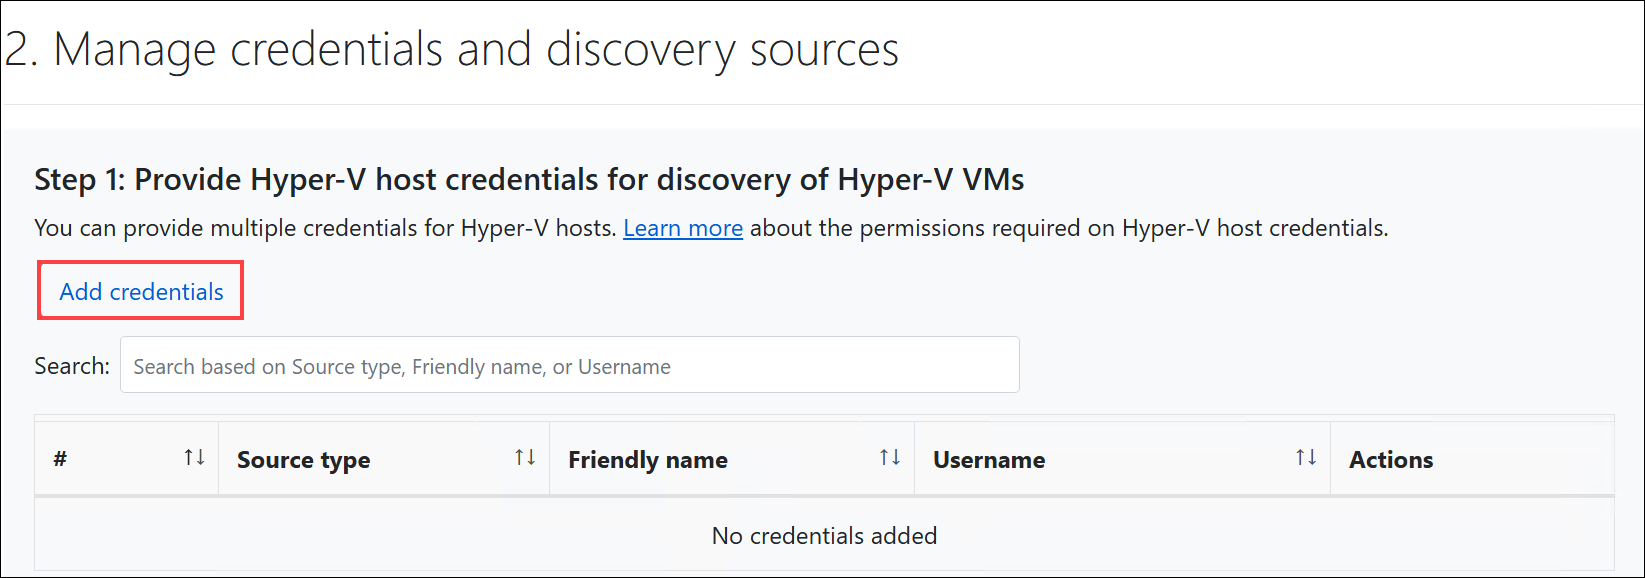 2. Manage credentials and discovery sources
Step 1: Provide Hyper-V host credentials for discovery of Hyper-V VMs
You can provide multiple credentials for Hyper-V hosts. Learn more about the permissions required on Hyper-V host credentials.
Add credentials
Search: Search based on Source type, Friendly name, or Username
# ↑↓ Source type ↑↓ Friendly name ↑↓ Username ↑↓ Actions
No credentials added